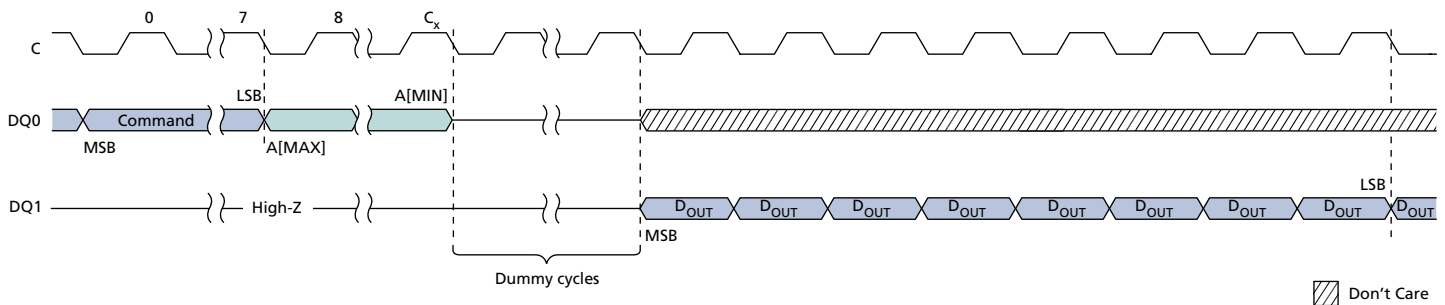 0 7 8 Cx
C
LSB A[MIN]
DQ0 Command
MSB A[MAX]
LSB
DQ1 High-Z DOUT DOUT DOUT DOUT DOUT DOUT DOUT DOUT DOUT
MSB
Dummy cycles
Don't Care